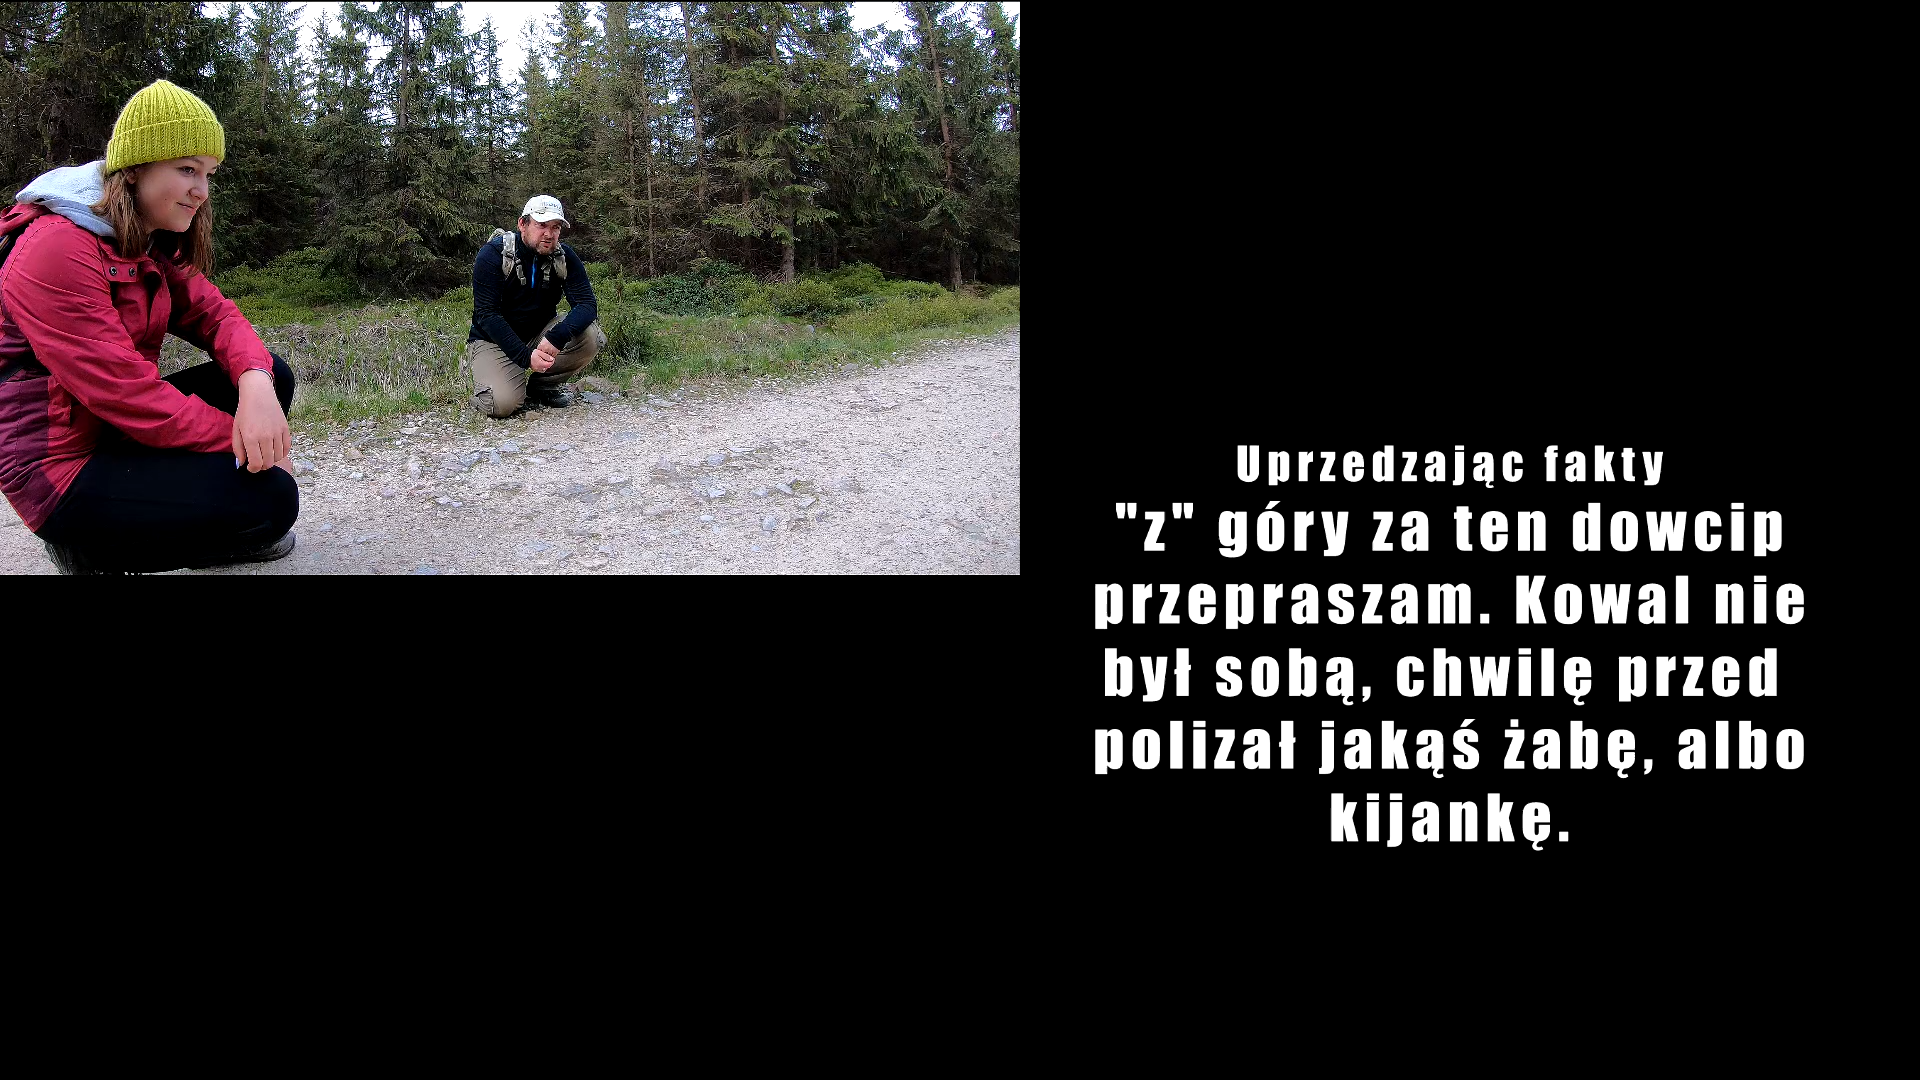 Uprzedzając fakty
"z" góry za ten dowcip
przepraszam. Kowal nie
był sobą, chwilę przed
polizał jakąś żabę, albo
kijankę.